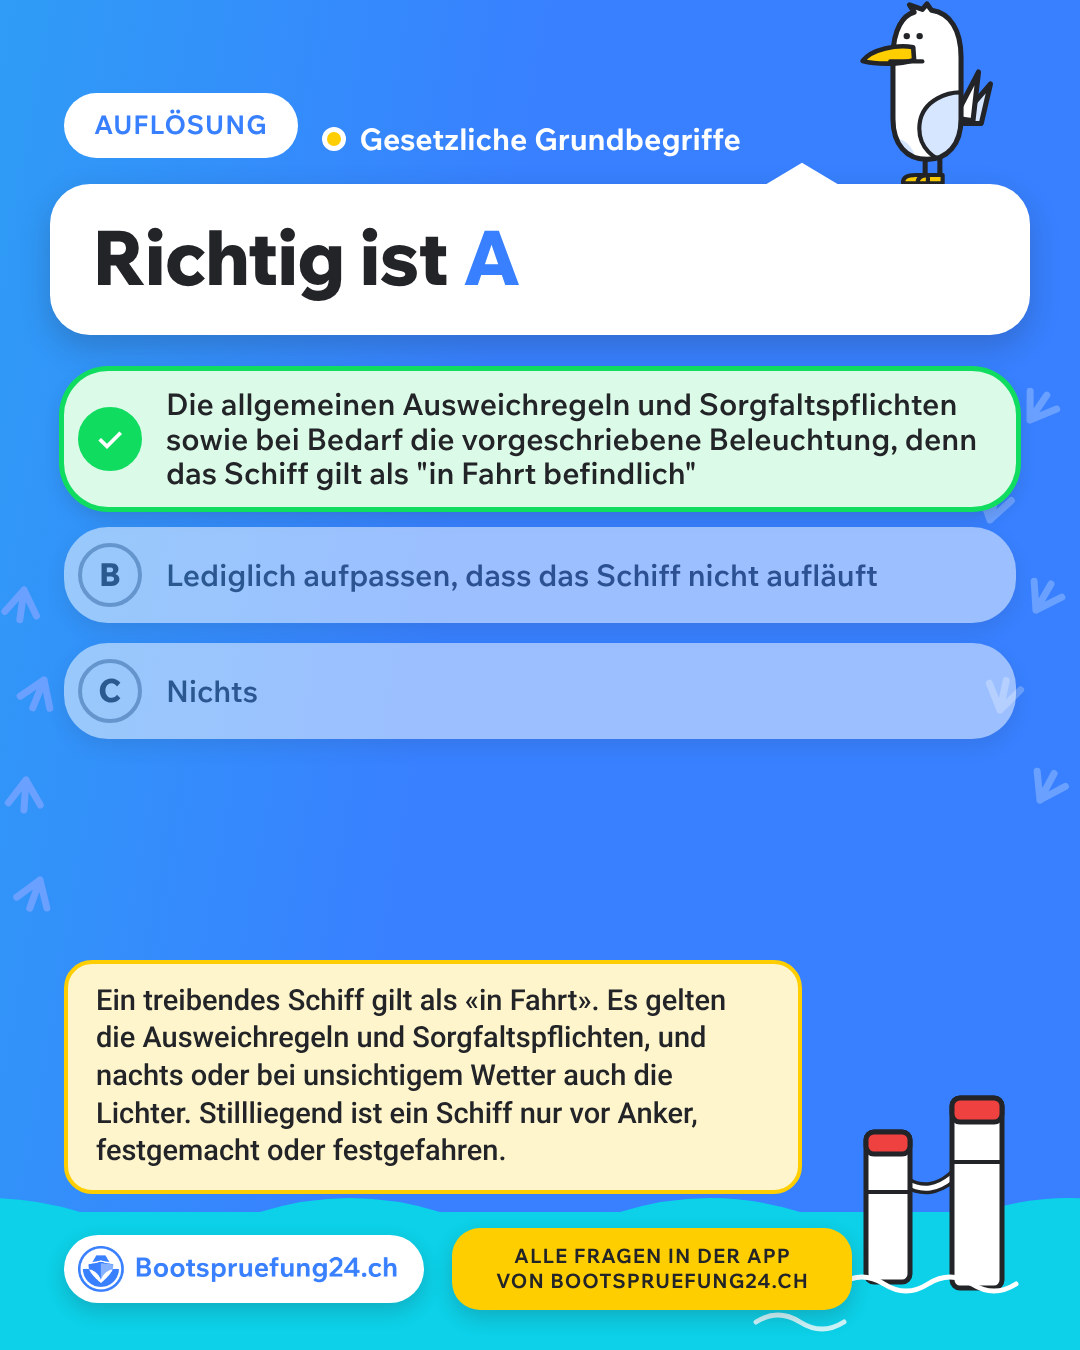 AUFLÖSUNG
Gesetzliche Grundbegriffe
Richtig ist A
Die allgemeinen Ausweichregeln und Sorgfaltspflichten
sowie bei Bedarf die vorgeschriebene Beleuchtung, denn
das Schiff gilt als "in Fahrt befindlich"
B Lediglich aufpassen, dass das Schiff nicht aufläuft
C Nichts
Ein treibendes Schiff gilt als «in Fahrt». Es gelten
die Ausweichregeln und Sorgfaltspflichten, und
nachts oder bei unsichtigem Wetter auch die
Lichter. Stillliegend ist ein Schiff nur vor Anker,
festgemacht oder festgefahren.
Bootspruefung24.ch
ALLE FRAGEN IN DER APP
VON BOOTSPRUEFUNG24.CH